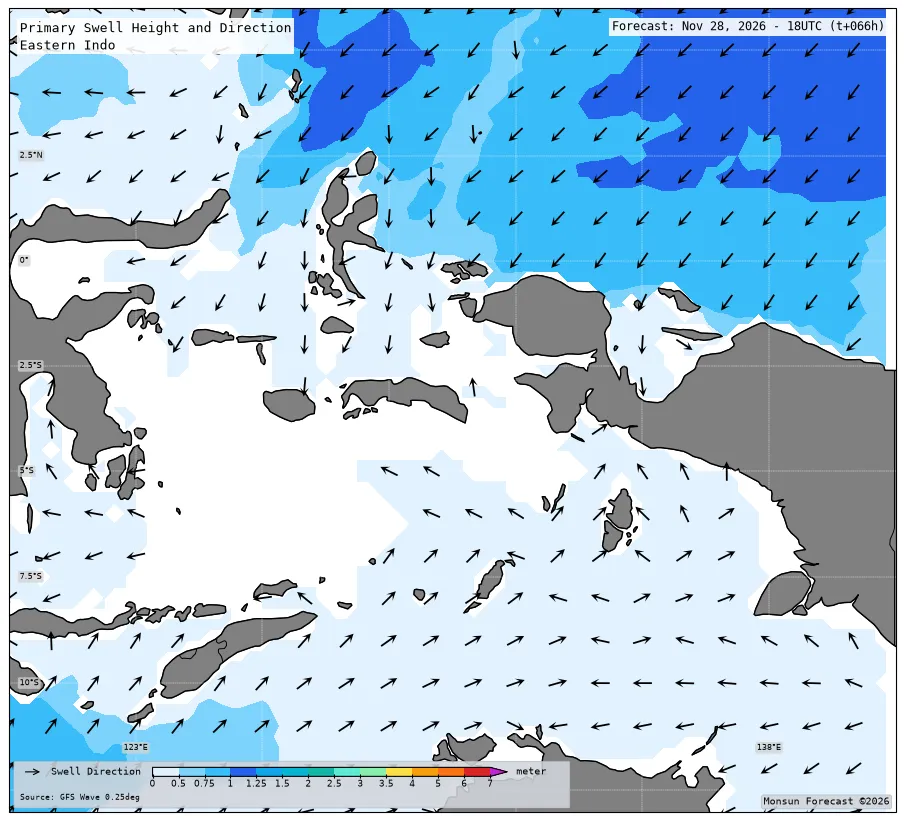 Primary Swell Height and Direction
Eastern Indo
Forecast: Nov 28, 2026 - 18UTC (t+066h)
2.5°N
0°
2.5°S
5°S
7.5°S
10°S
123°E
138°E
Swell Direction
0 0.5 0.75 1 1.25 1.5 2 2.5 3 3.5 4 5 6 7
meter
Source: GFS Wave 0.25deg
Monsun Forecast ©2026